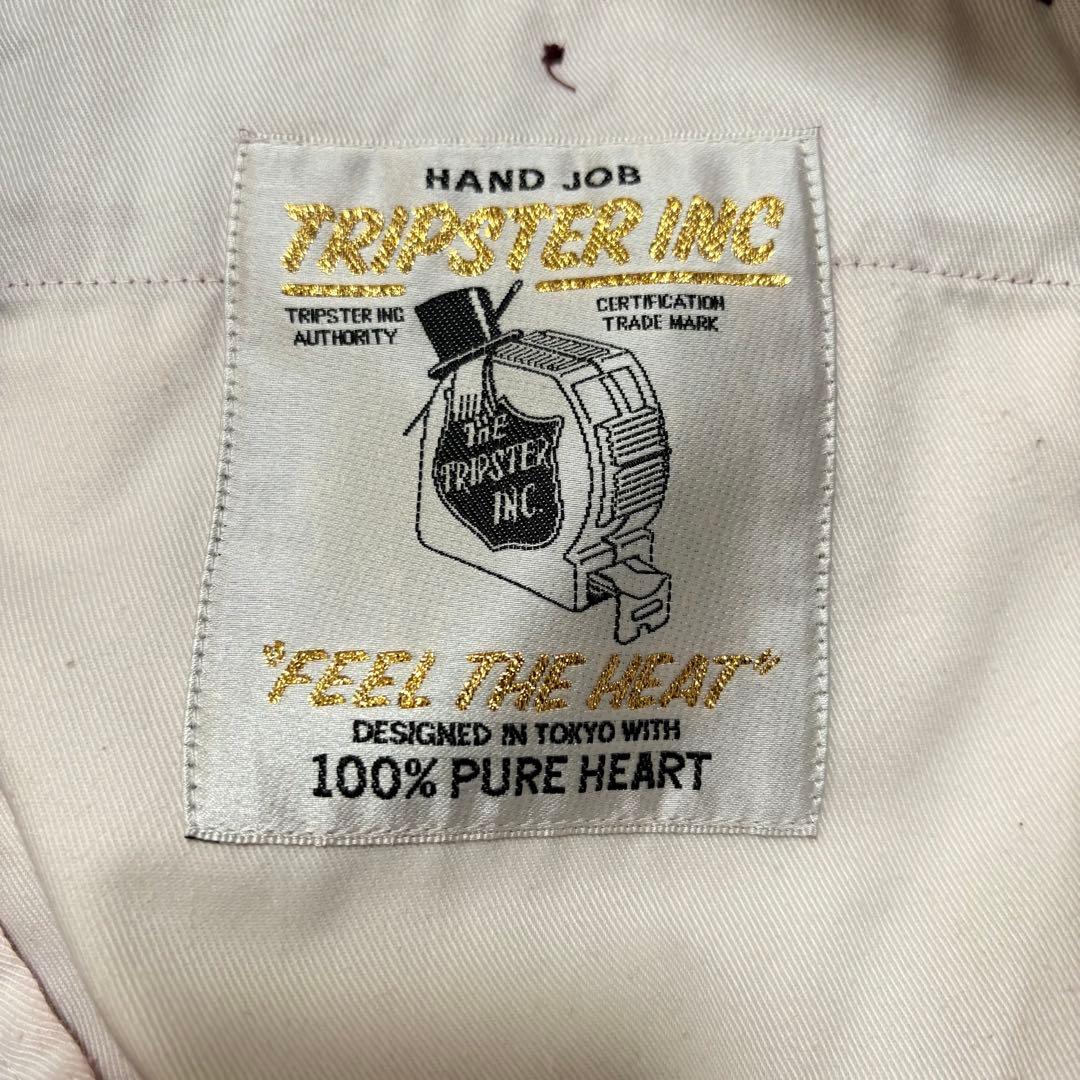 HAND JOB
TRIPSTER INC
TRIPSTER INC
AUTHORITY
CERTIFICATION
TRADE MARK
THE
TRIPSTER
INC.
"FEEL THE HEAT"
DESIGNED IN TOKYO WITH
100% PURE HEART